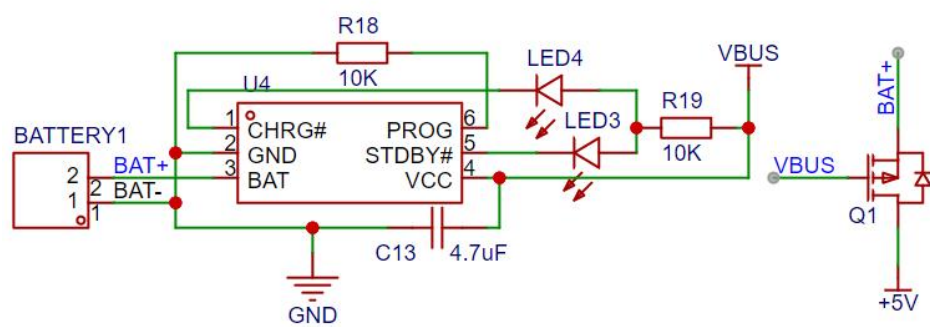 R18
10K
U4
LED4
VBUS
BAT+
1 CHRG# PROG 6
2 GND STDBY# 5
3 BAT VCC 4
LED3
R19
10K
BATTERY1
2 2 BAT+
1 1 BAT-
VBUS
Q1
C13 4.7uF
GND
+5V